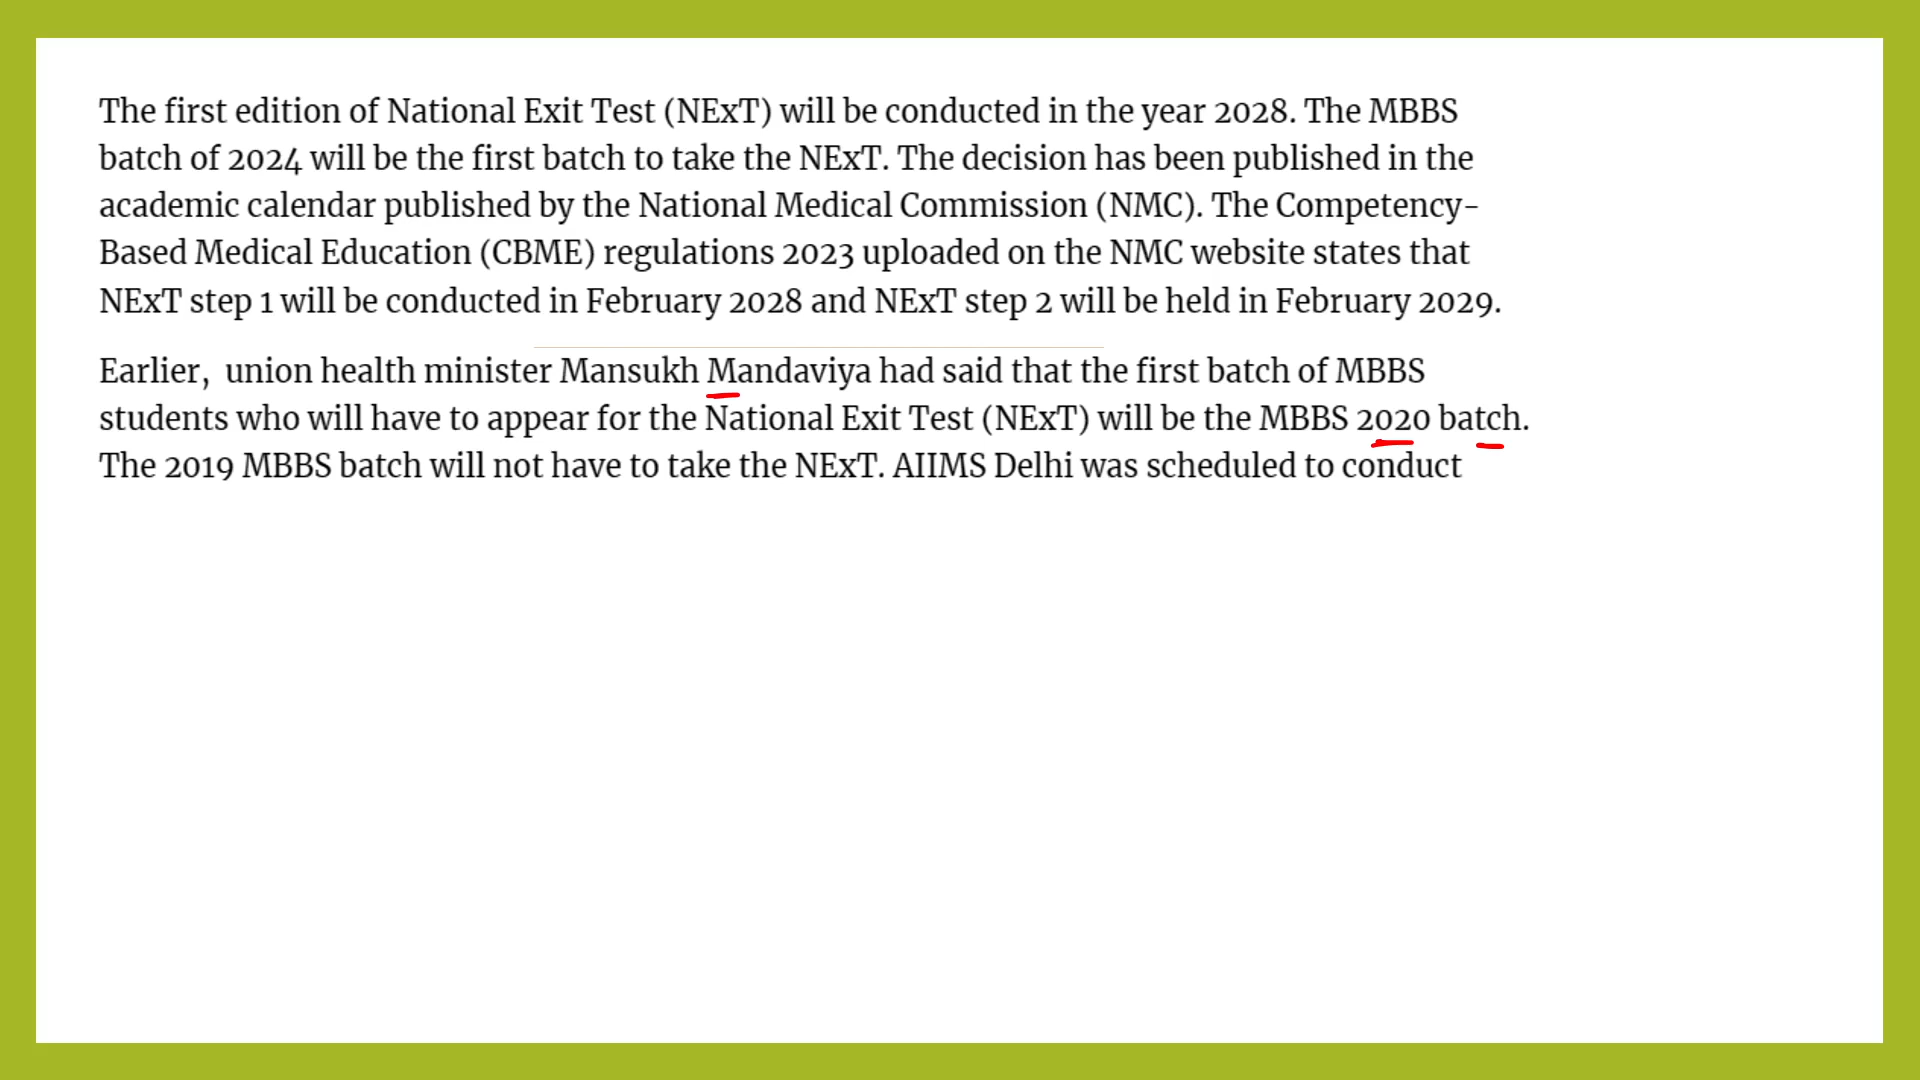 The first edition of National Exit Test (NExT) will be conducted in the year 2028. The MBBS
batch of 2024 will be the first batch to take the NExT. The decision has been published in the
academic calendar published by the National Medical Commission (NMC). The Competency-
Based Medical Education (CBME) regulations 2023 uploaded on the NMC website states that
NExT step 1 will be conducted in February 2028 and NExT step 2 will be held in February 2029.
Earlier,  union health minister Mansukh Mandaviya had said that the first batch of MBBS
students who will have to appear for the National Exit Test (NExT) will be the MBBS 2020 batch.
The 2019 MBBS batch will not have to take the NExT. AIIMS Delhi was scheduled to conduct